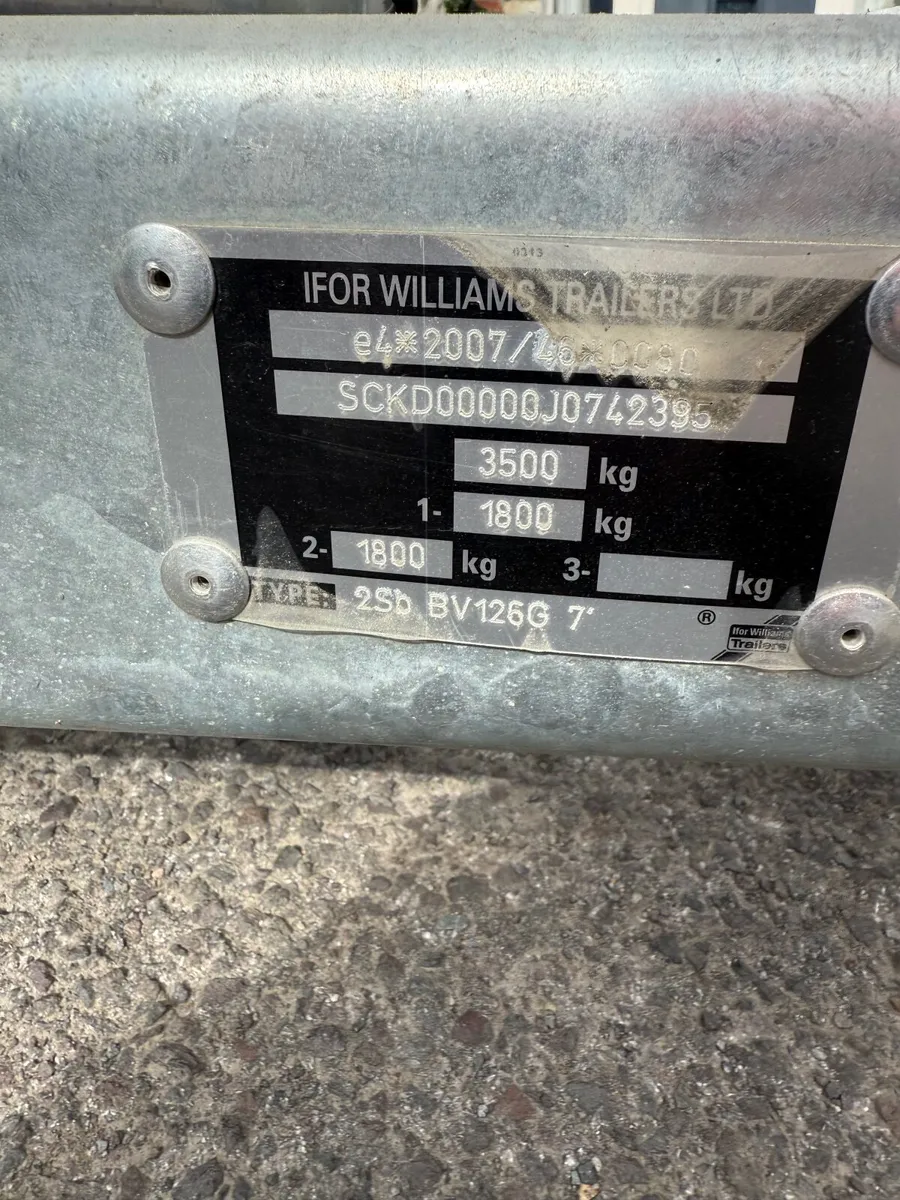 0313
IFOR WILLIAMS TRAILERS LTD
e4*2007/46*0090
SCKD00000J0742395
3500 kg
1- 1800 kg
2- 1800 kg 3- kg
TYPE: 2Sb BV126G 7'
®
Ifor Williams
Trailers